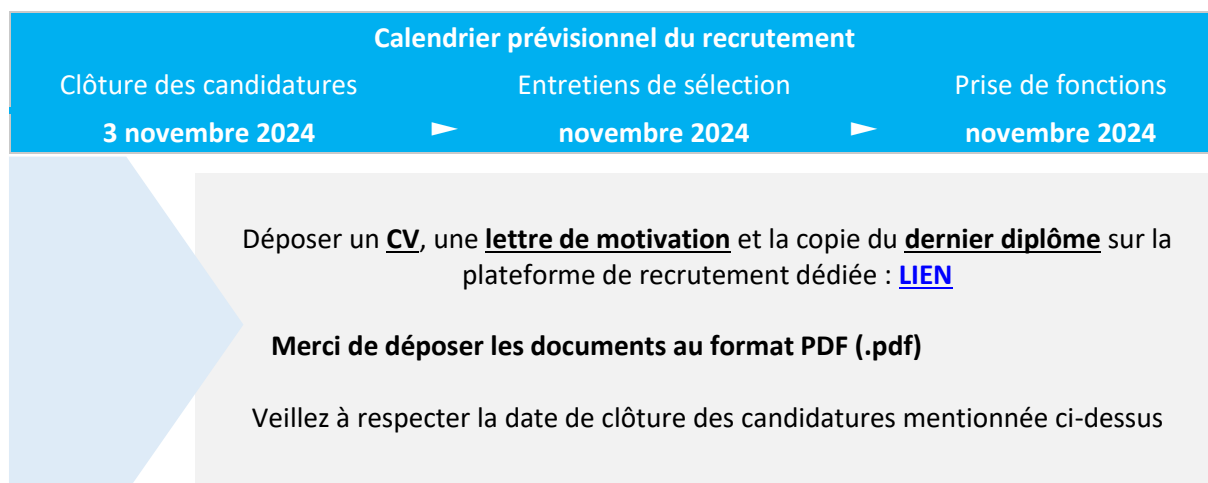 Calendrier prévisionnel du recrutement
Clôture des candidatures Entretiens de sélection Prise de fonctions
3 novembre 2024 ► novembre 2024 ► novembre 2024
Déposer un CV, une lettre de motivation et la copie du dernier diplôme sur la
plateforme de recrutement dédiée : LIEN
Merci de déposer les documents au format PDF (.pdf)
Veillez à respecter la date de clôture des candidatures mentionnée ci-dessus